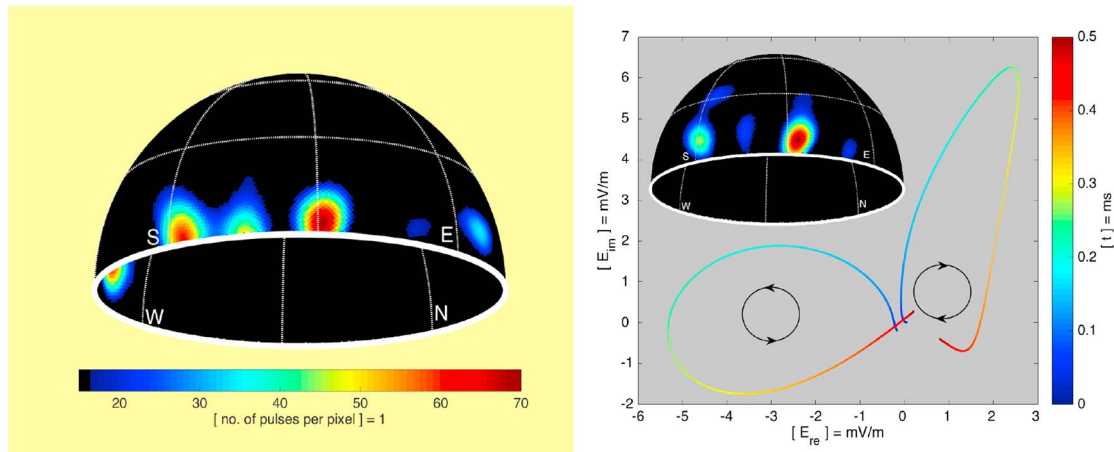 S
E
W
N
20 30 40 50 60 70
[ no. of pulses per pixel ] = 1
7
6
5
4
3
2
1
0
-1
-2
[ E_im ] = mV/m
S
E
W
N
-6 -5 -4 -3 -2 -1 0 1 2 3
[ E_re ] = mV/m
0.5
0.4
0.3
0.2
0.1
0
[ t ] = ms